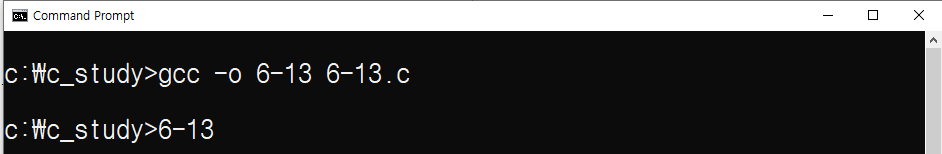 Command Prompt
c:₩c_study>gcc -o 6-13 6-13.c
c:₩c_study>6-13